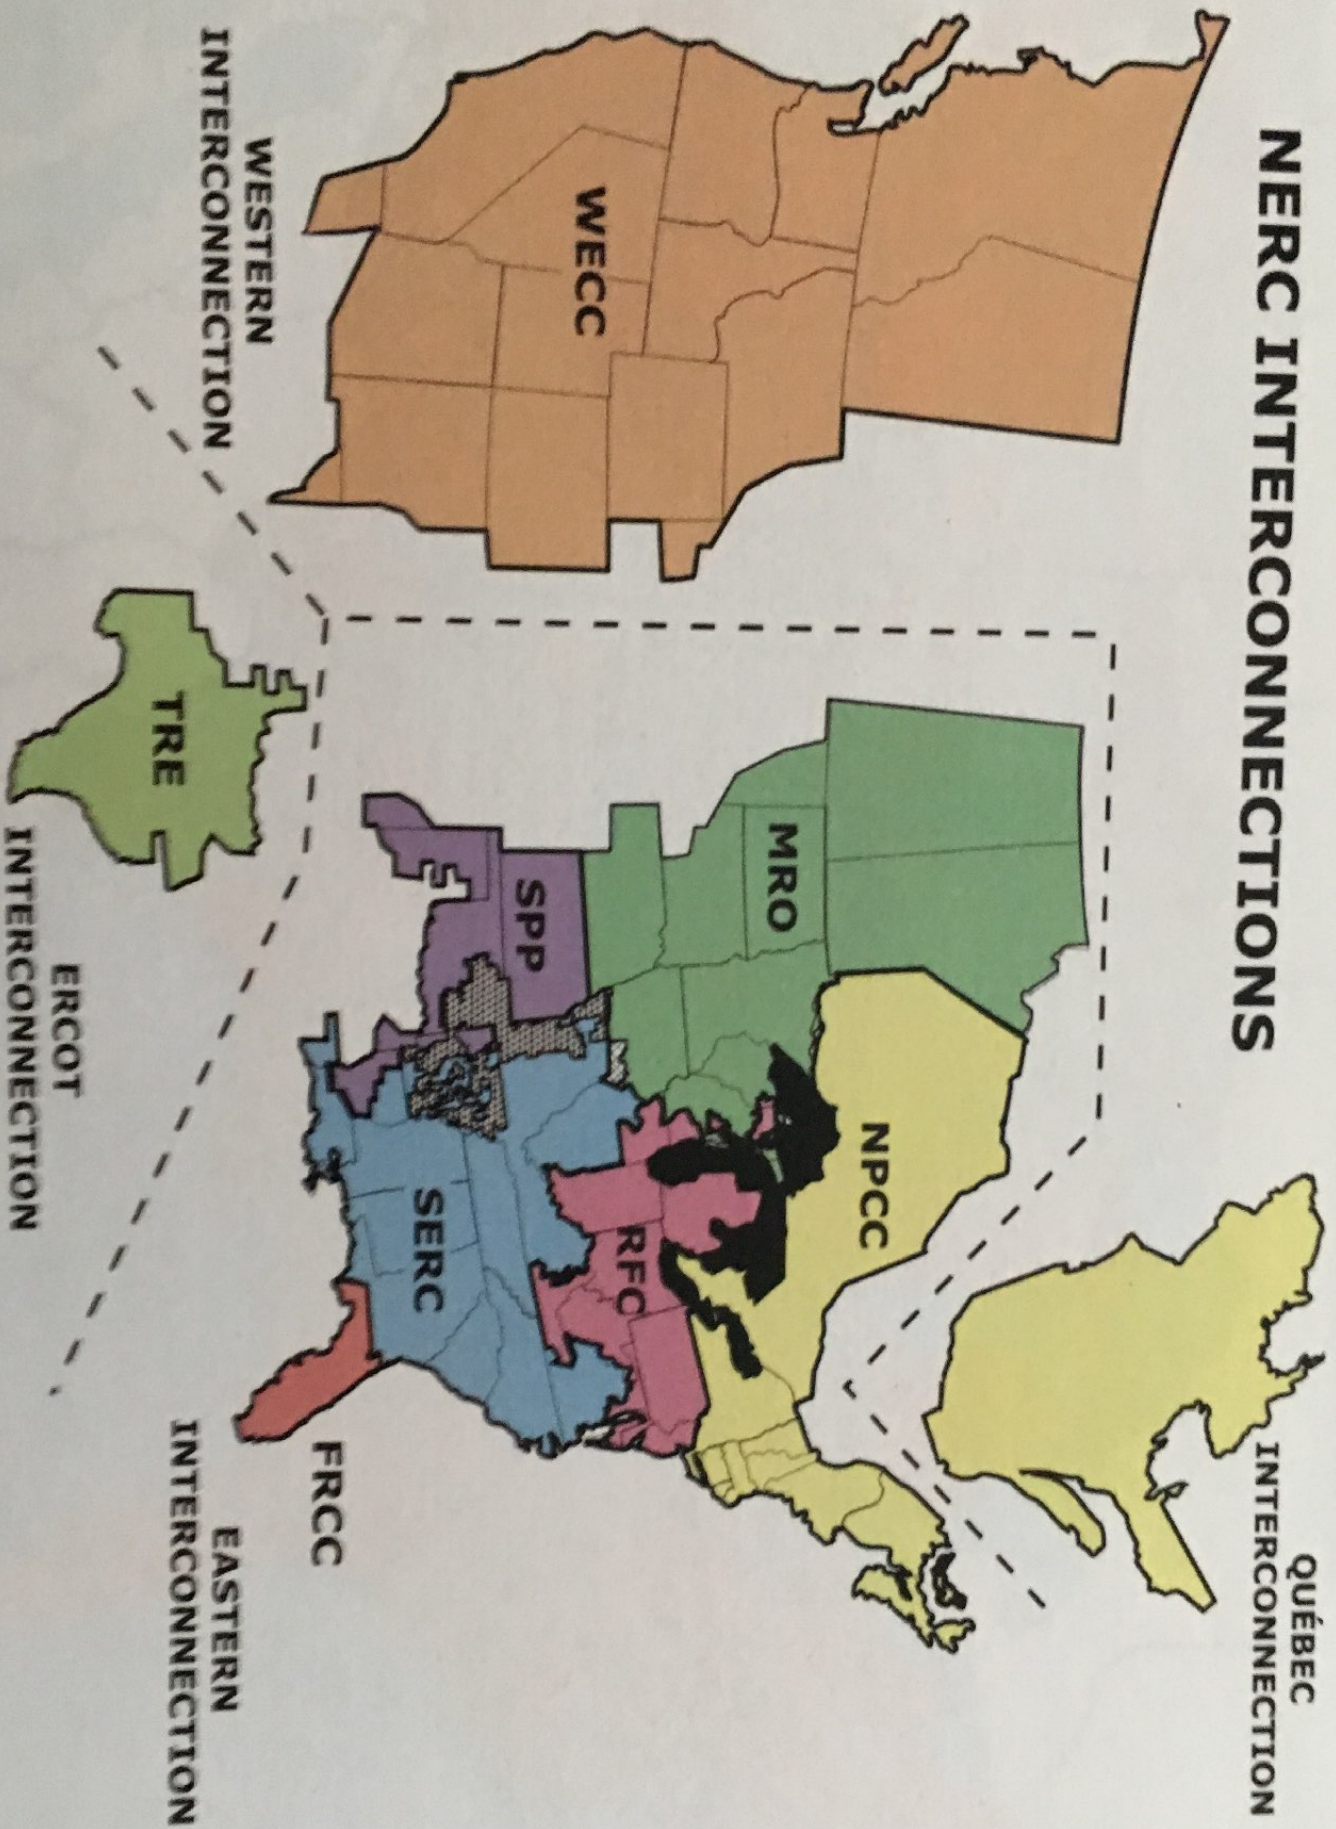 NERC INTERCONNECTIONS
QUÉBEC
INTERCONNECTION
NPCC
MRO
WECC
RFC
SPP
SERC
FRCC
WESTERN
INTERCONNECTION
EASTERN
INTERCONNECTION
TRE
ERCOT
INTERCONNECTION